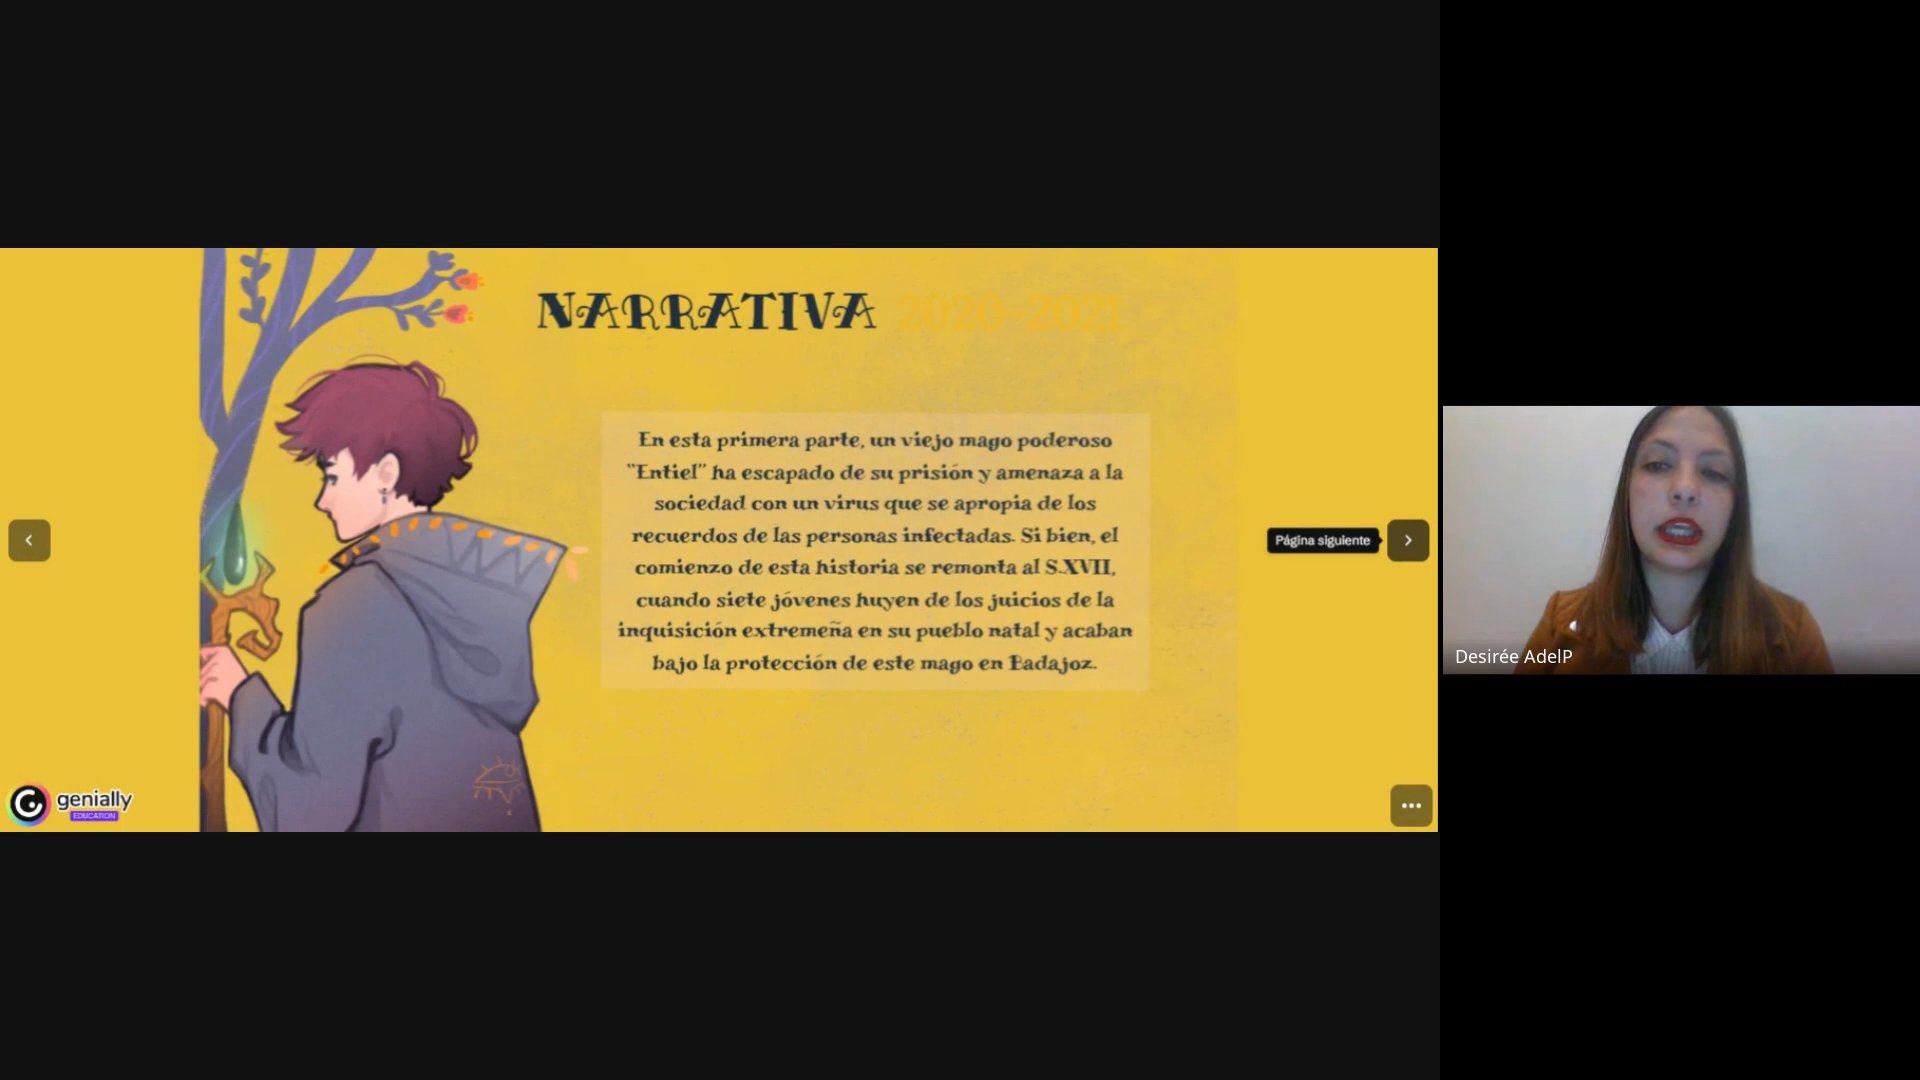 NARRATIVA 2020-2021
En esta primera parte, un viejo mago poderoso
"Entiel" ha escapado de su prisión y amenaza a la
sociedad con un virus que se apropia de los
recuerdos de las personas infectadas. Si bien, el
comienzo de esta historia se remonta al S.XVII,
cuando siete jóvenes huyen de los juicios de la
inquisición extremeña en su pueblo natal y acaban
bajo la protección de este mago en Badajoz.
Página siguiente
genially
EDUCATION
Desirée AdelP